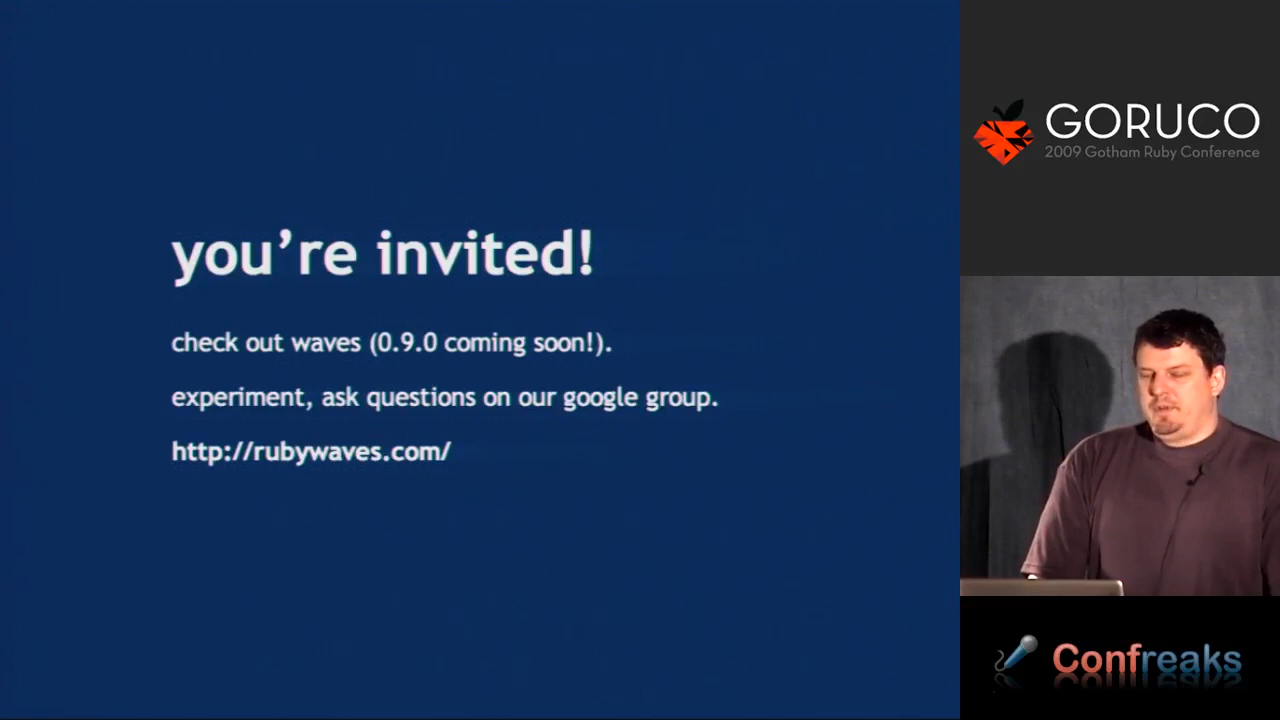 you're invited!
check out waves (0.9.0 coming soon!).
experiment, ask questions on our google group.
http://rubywaves.com/
GORUCO
2009 Gotham Ruby Conference
Confreaks